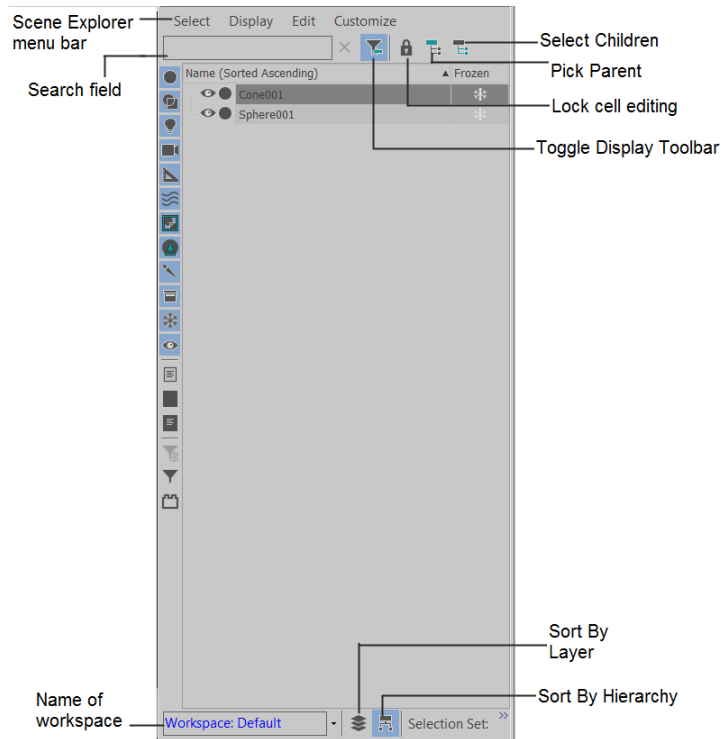 Scene Explorer
menu bar
Select Display Edit Customize
Search field
Select Children
Pick Parent
Lock cell editing
Toggle Display Toolbar
Name (Sorted Ascending)
Frozen
Cone001
Sphere001
Sort By
Layer
Sort By Hierarchy
Name of
workspace
Workspace: Default
Selection Set: